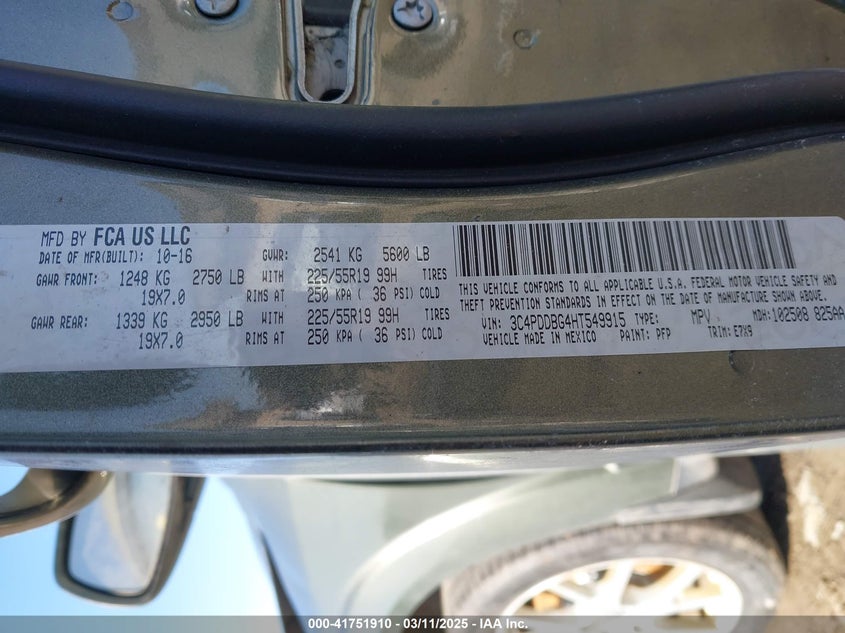 MFD BY FCA US LLC
DATE OF MFR(BUILT): 10-16 GVWR: 2541 KG 5600 LB
GAWR FRONT: 1248 KG 2750 LB WITH 225/55R19 99H TIRES
19X7.0 RIMS AT 250 KPA ( 36 PSI) COLD
GAWR REAR: 1339 KG 2950 LB WITH 225/55R19 99H TIRES
19X7.0 RIMS AT 250 KPA ( 36 PSI) COLD
THIS VEHICLE CONFORMS TO ALL APPLICABLE U.S.A. FEDERAL MOTOR VEHICLE SAFETY AND
THEFT PREVENTION STANDARDS IN EFFECT ON THE DATE OF MANUFACTURE SHOWN ABOVE.
VIN: 3C4PDDBG4HT549915 TYPE: MPV MDH: 102508 825AA
VEHICLE MADE IN MEXICO PAINT: PFP TRIM: E7X9
000-41751910 - 03/11/2025 - IAA Inc.